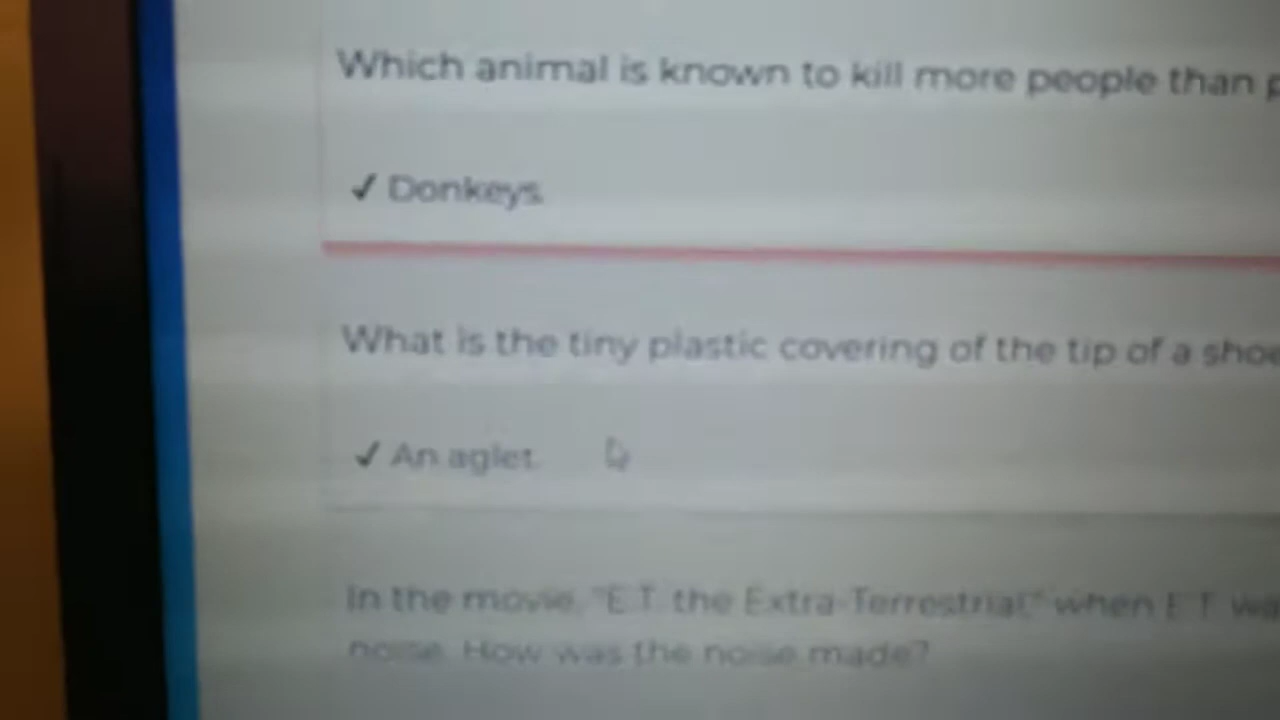 Which animal is known to kill more people than
✓ Donkeys.
What is the tiny plastic covering of the tip of a shoe
✓ An aglet.
In the movie, "E.T. the Extra-Terrestrial," when E.T.
noise. How was the noise made?